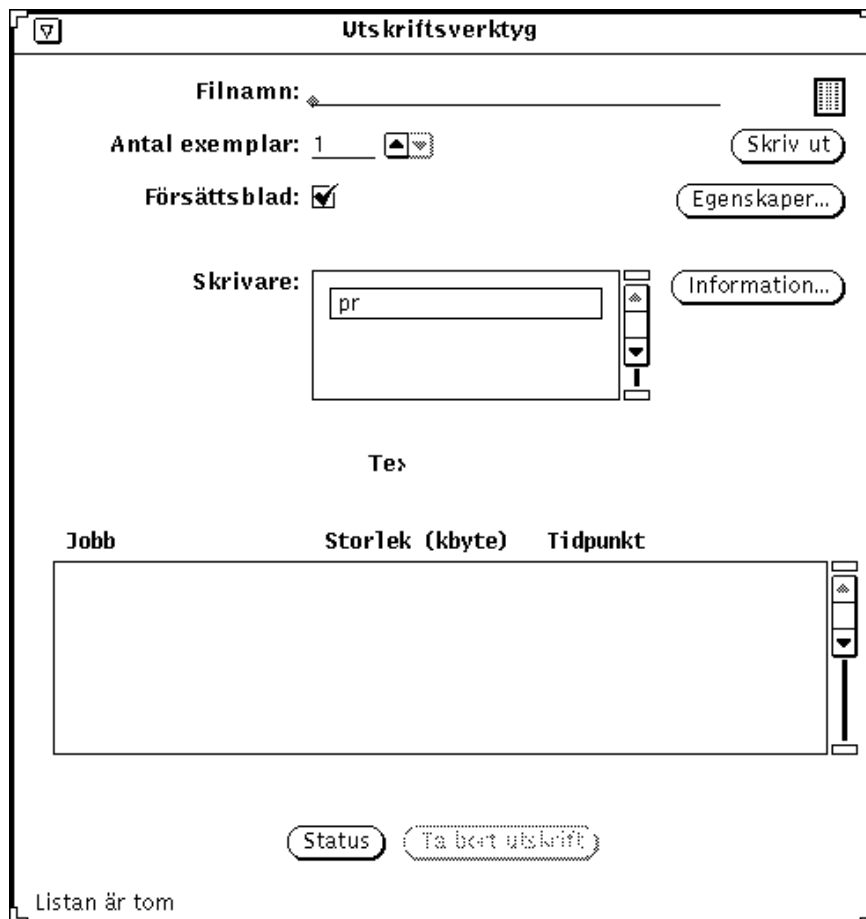 Utskriftsverktyg
Filnamn:
Antal exemplar: 1
Skriv ut
Försättsblad:
Egenskaper...
Skrivare:
Information...
pr
Tex
Jobb Storlek (kbyte) Tidpunkt
Status Ta bort utskrift
Listan är tom